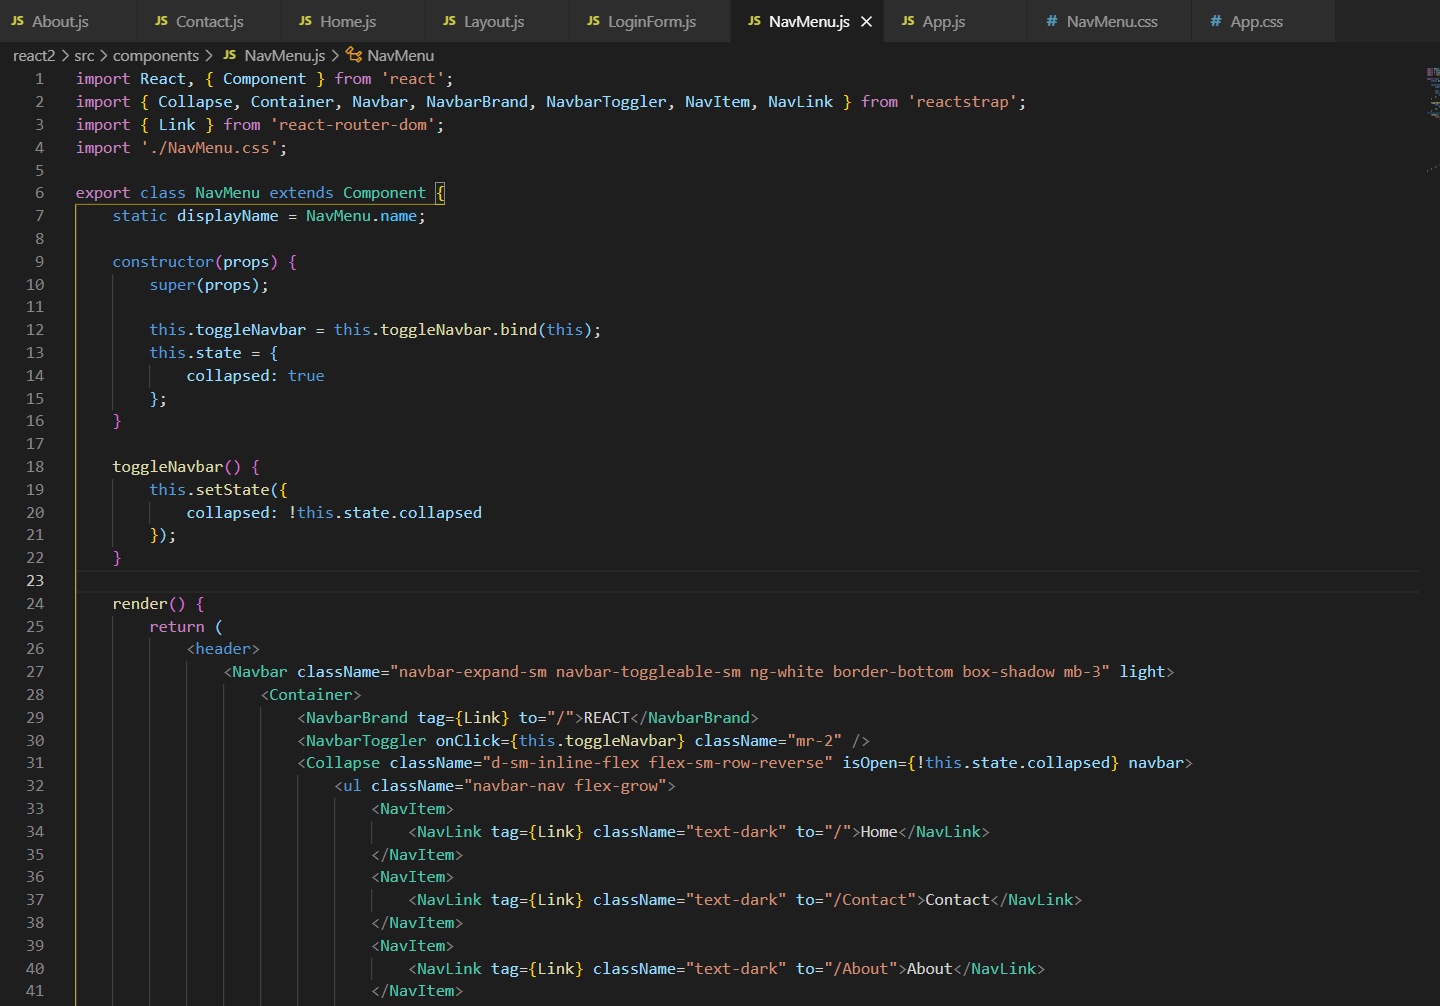 JS About.js JS Contact.js JS Home.js JS Layout.js JS LoginForm.js JS NavMenu.js × JS App.js # NavMenu.css # App.css
react2 > src > components > JS NavMenu.js > NavMenu
1 import React, { Component } from 'react';
2 import { Collapse, Container, Navbar, NavbarBrand, NavbarToggler, NavItem, NavLink } from 'reactstrap';
3 import { Link } from 'react-router-dom';
4 import './NavMenu.css';
5
6 export class NavMenu extends Component {
7     static displayName = NavMenu.name;
8
9     constructor(props) {
10         super(props);
11
12         this.toggleNavbar = this.toggleNavbar.bind(this);
13         this.state = {
14             collapsed: true
15         };
16     }
17
18     toggleNavbar() {
19         this.setState({
20             collapsed: !this.state.collapsed
21         });
22     }
23
24     render() {
25         return (
26             <header>
27                 <Navbar className="navbar-expand-sm navbar-toggleable-sm ng-white border-bottom box-shadow mb-3" light>
28                     <Container>
29                         <NavbarBrand tag={Link} to="/">REACT</NavbarBrand>
30                         <NavbarToggler onClick={this.toggleNavbar} className="mr-2" />
31                         <Collapse className="d-sm-inline-flex flex-sm-row-reverse" isOpen={!this.state.collapsed} navbar>
32                             <ul className="navbar-nav flex-grow">
33                                 <NavItem>
34                                     <NavLink tag={Link} className="text-dark" to="/">Home</NavLink>
35                                 </NavItem>
36                                 <NavItem>
37                                     <NavLink tag={Link} className="text-dark" to="/Contact">Contact</NavLink>
38                                 </NavItem>
39                                 <NavItem>
40                                     <NavLink tag={Link} className="text-dark" to="/About">About</NavLink>
41                                 </NavItem>